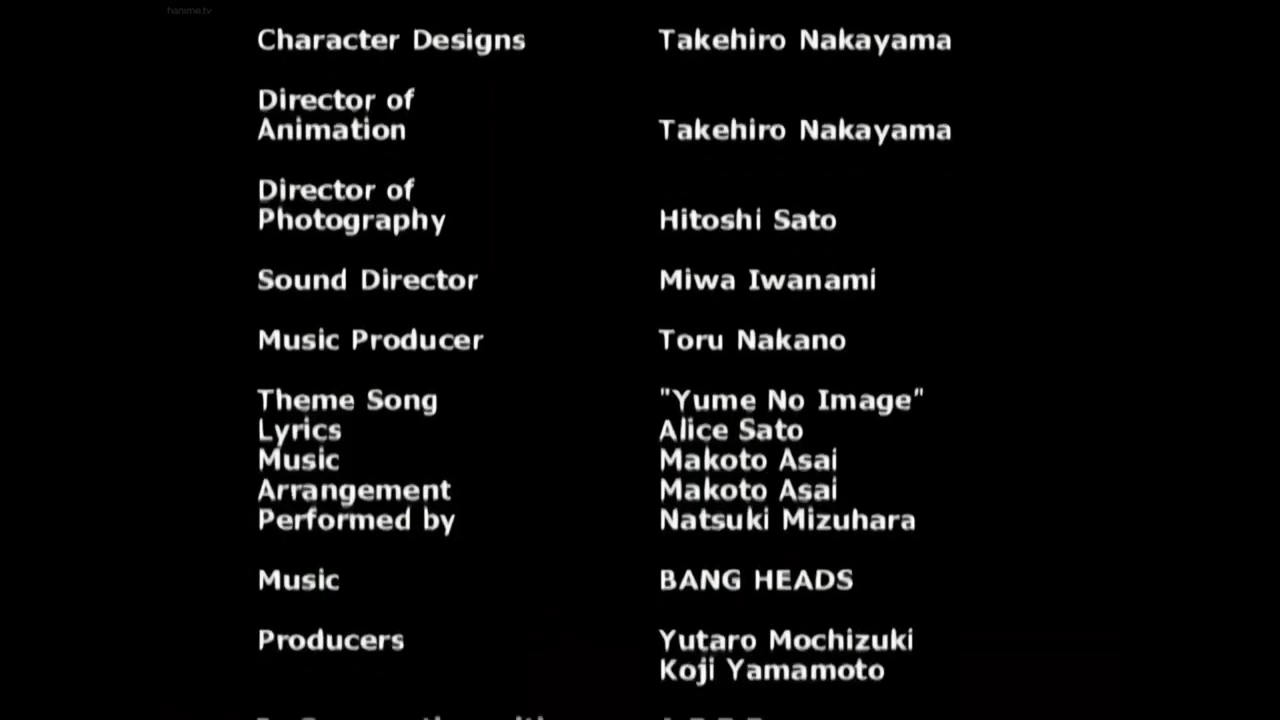 hanime.tv
Character Designs Takehiro Nakayama
Director of
Animation Takehiro Nakayama
Director of
Photography Hitoshi Sato
Sound Director Miwa Iwanami
Music Producer Toru Nakano
Theme Song "Yume No Image"
Lyrics Alice Sato
Music Makoto Asai
Arrangement Makoto Asai
Performed by Natsuki Mizuhara
Music BANG HEADS
Producers Yutaro Mochizuki
Koji Yamamoto